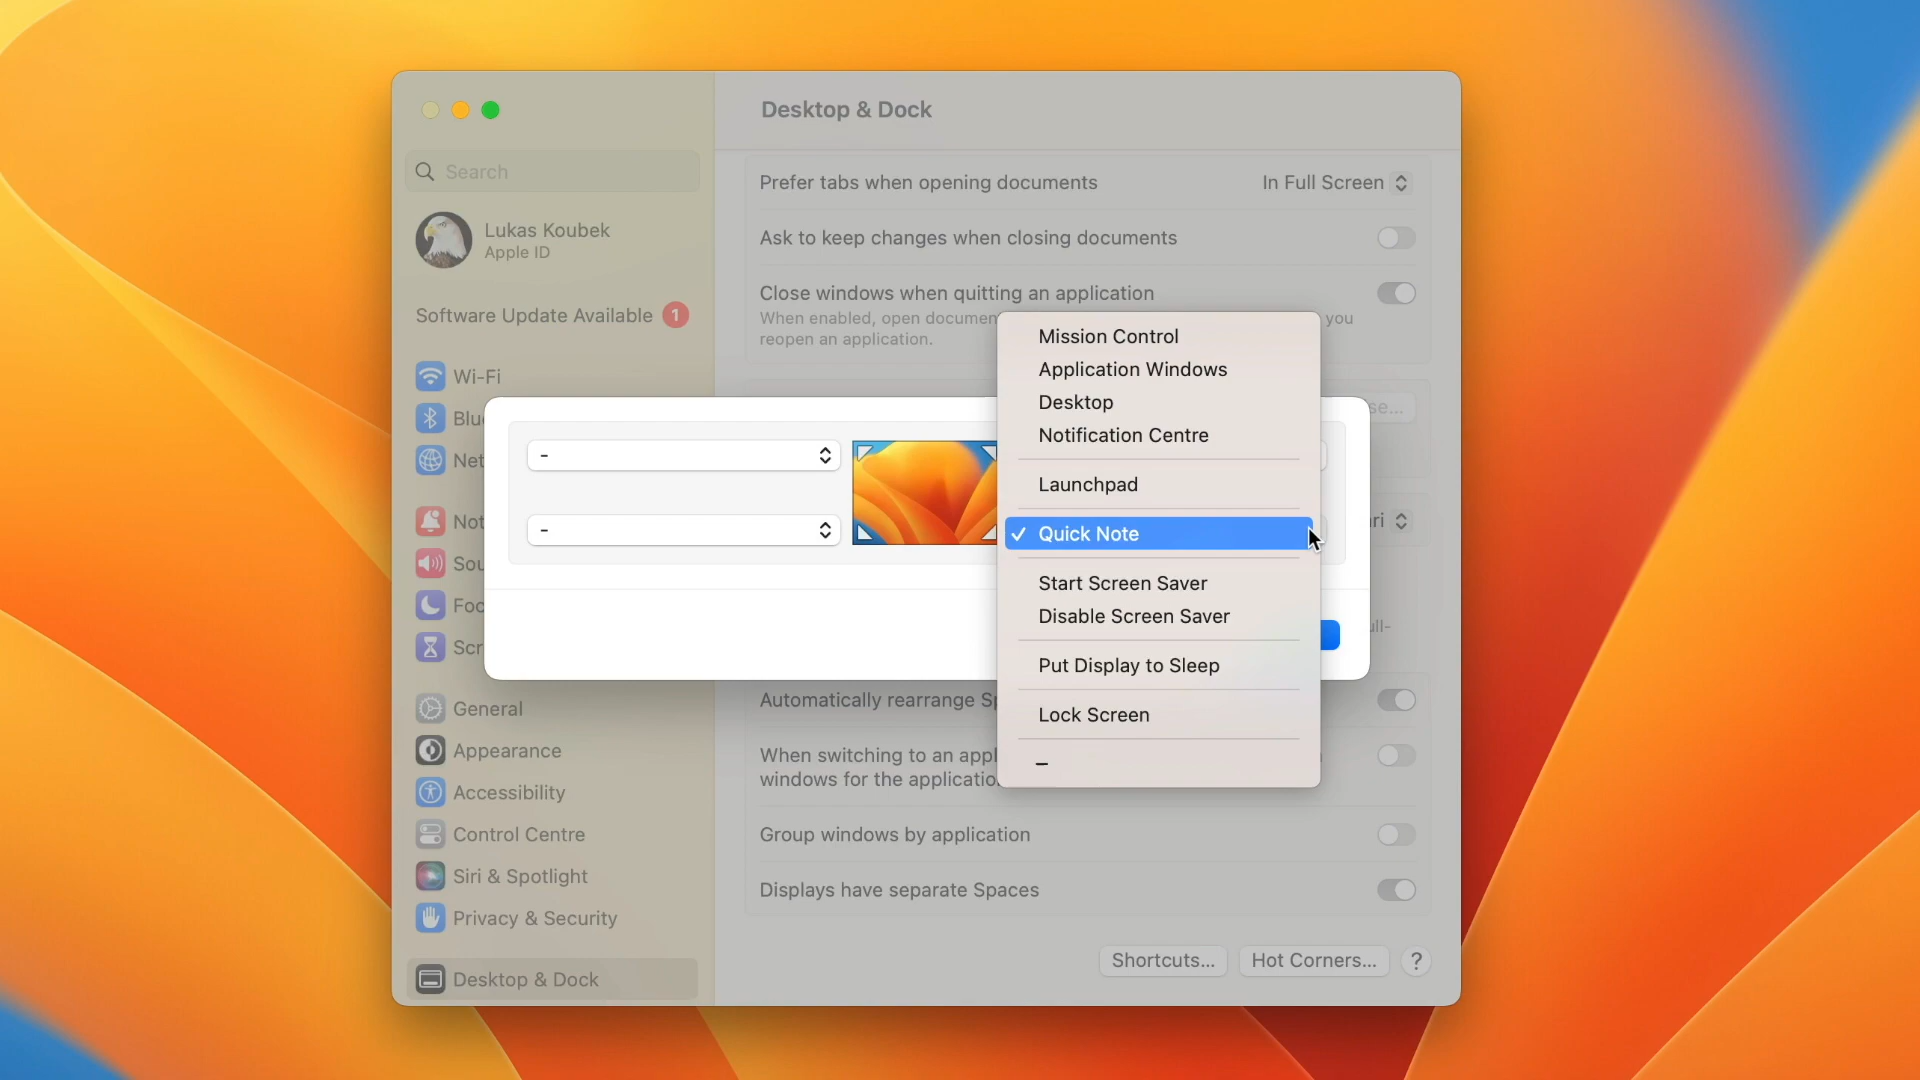 Desktop & Dock
Search
Lukas Koubek
Apple ID
Software Update Available 1
Wi-Fi
Blu
Net
Not
Sou
Foc
Scr
General
Appearance
Accessibility
Control Centre
Siri & Spotlight
Privacy & Security
Desktop & Dock
Prefer tabs when opening documents In Full Screen
Ask to keep changes when closing documents
Close windows when quitting an application
When enabled, open documen you
reopen an application.
se...
-
-
ri
ull-
Mission Control
Application Windows
Desktop
Notification Centre
Launchpad
✓ Quick Note
Start Screen Saver
Disable Screen Saver
Put Display to Sleep
Lock Screen
–
Automatically rearrange Sp
When switching to an appl
windows for the applicatio
Group windows by application
Displays have separate Spaces
Shortcuts... Hot Corners... ?